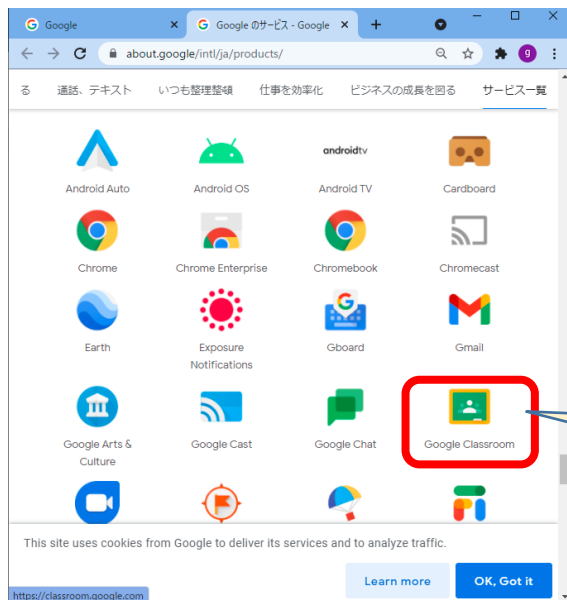 Google
Google のサービス - Google
about.google/intl/ja/products/
g
る 通話、テキスト いつも整理整頓 仕事を効率化 ビジネスの成長を図る サービス一覧
androidtv
Android Auto Android OS Android TV Cardboard
Chrome Chrome Enterprise Chromebook Chromecast
Earth Exposure Gboard Gmail
Notifications
Google Arts & Google Cast Google Chat Google Classroom
Culture
This site uses cookies from Google to deliver its services and to analyze traffic.
Learn more OK, Got it
https://classroom.google.com